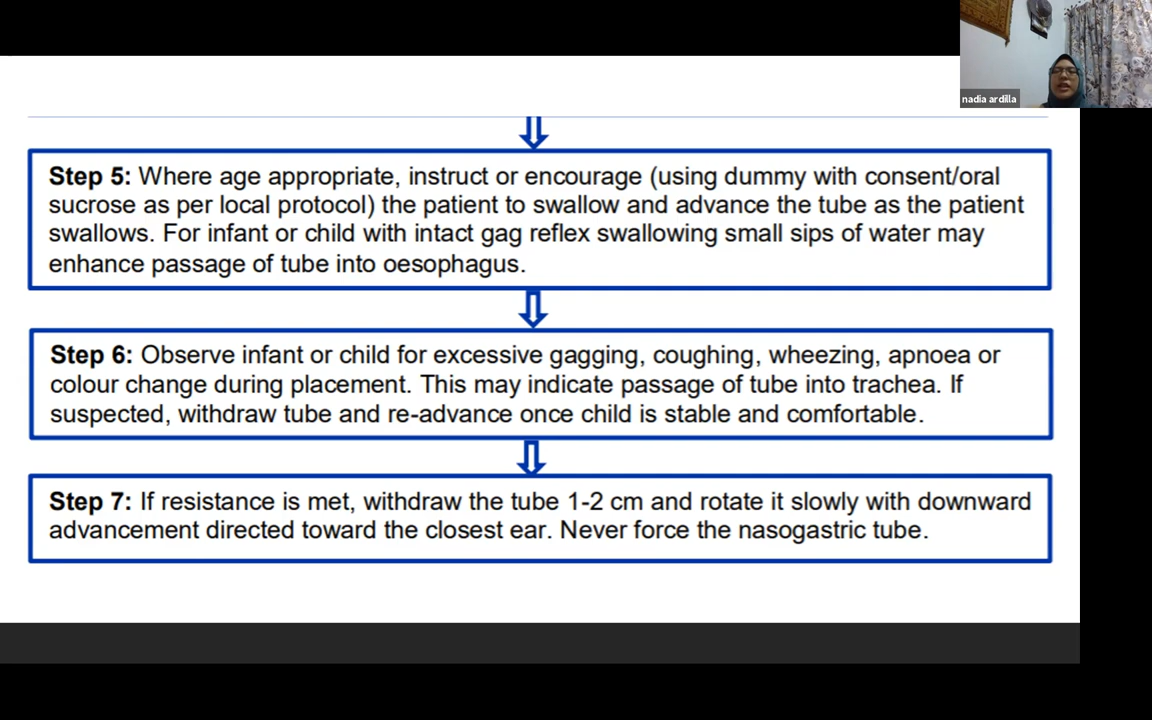 nadia ardilla
Step 5: Where age appropriate, instruct or encourage (using dummy with consent/oral
sucrose as per local protocol) the patient to swallow and advance the tube as the patient
swallows. For infant or child with intact gag reflex swallowing small sips of water may
enhance passage of tube into oesophagus.
Step 6: Observe infant or child for excessive gagging, coughing, wheezing, apnoea or
colour change during placement. This may indicate passage of tube into trachea. If
suspected, withdraw tube and re-advance once child is stable and comfortable.
Step 7: If resistance is met, withdraw the tube 1-2 cm and rotate it slowly with downward
advancement directed toward the closest ear. Never force the nasogastric tube.